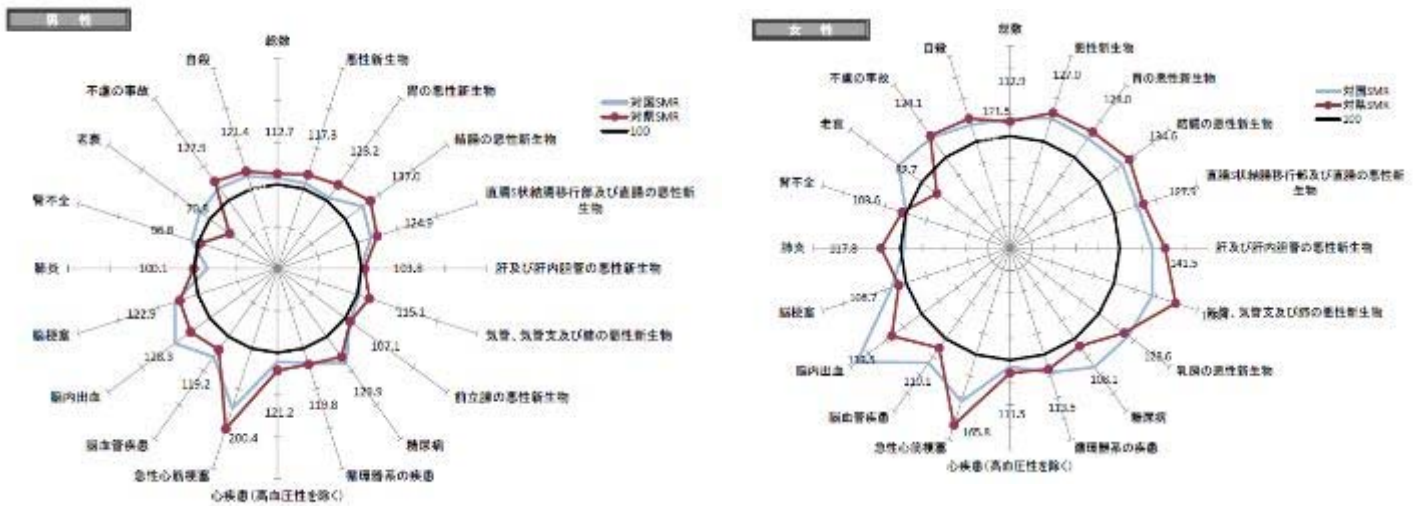 男 性
総数
悪性新生物
胃の悪性新生物
結腸の悪性新生物
直腸S状結腸移行部及び直腸の悪性新
生物
肝及び肝内胆管の悪性新生物
気管、気管支及び肺の悪性新生物
前立腺の悪性新生物
糖尿病
循環器系の疾患
心疾患(高血圧性を除く)
急性心筋梗塞
脳血管疾患
脳内出血
脳梗塞
肺炎
腎不全
老衰
不慮の事故
自殺
112.7
117.3
137.0
124.9
103.8
115.1
107.1
120.9
121.2
200.4
119.2
122.9
100.1
121.4
対国SMR
対県SMR
100
女 性
総数
悪性新生物
胃の悪性新生物
結腸の悪性新生物
直腸S状結腸移行部及び直腸の悪性新
生物
肝及び肝内胆管の悪性新生物
気管支及び肺の悪性新生物
乳房の悪性新生物
糖尿病
循環器系の疾患
心疾患(高血圧性を除く)
急性心筋梗塞
脳血管疾患
脳内出血
脳梗塞
肺炎
腎不全
老衰
不慮の事故
自殺
127.0
134.6
141.5
128.6
113.5
165.8
117.8
103.6
124.1
121.5
対国SMR
対県SMR
100